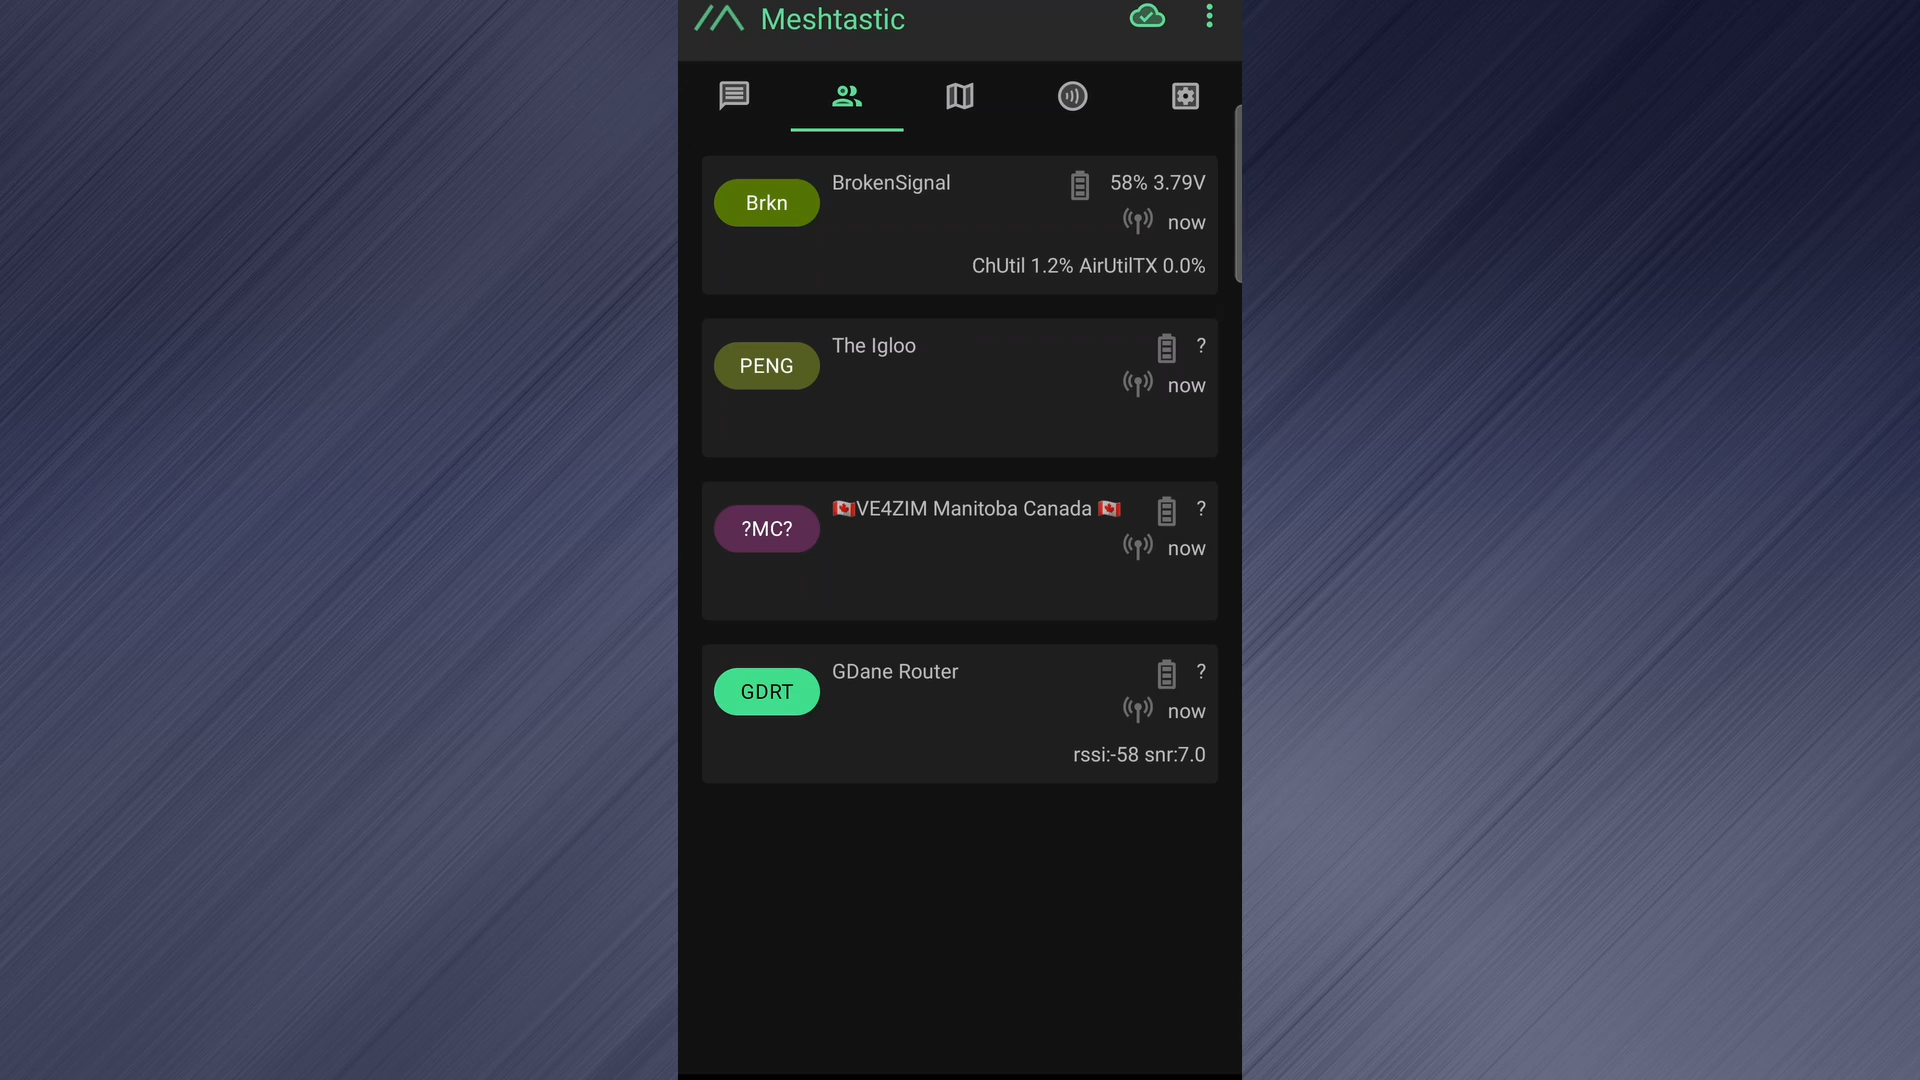 Meshtastic
Brkn
BrokenSignal
58% 3.79V
now
ChUtil 1.2% AirUtilTX 0.0%
PENG
The Igloo
?
now
?MC?
🇨🇦VE4ZIM Manitoba Canada 🇨🇦
?
now
GDRT
GDane Router
?
now
rssi:-58 snr:7.0